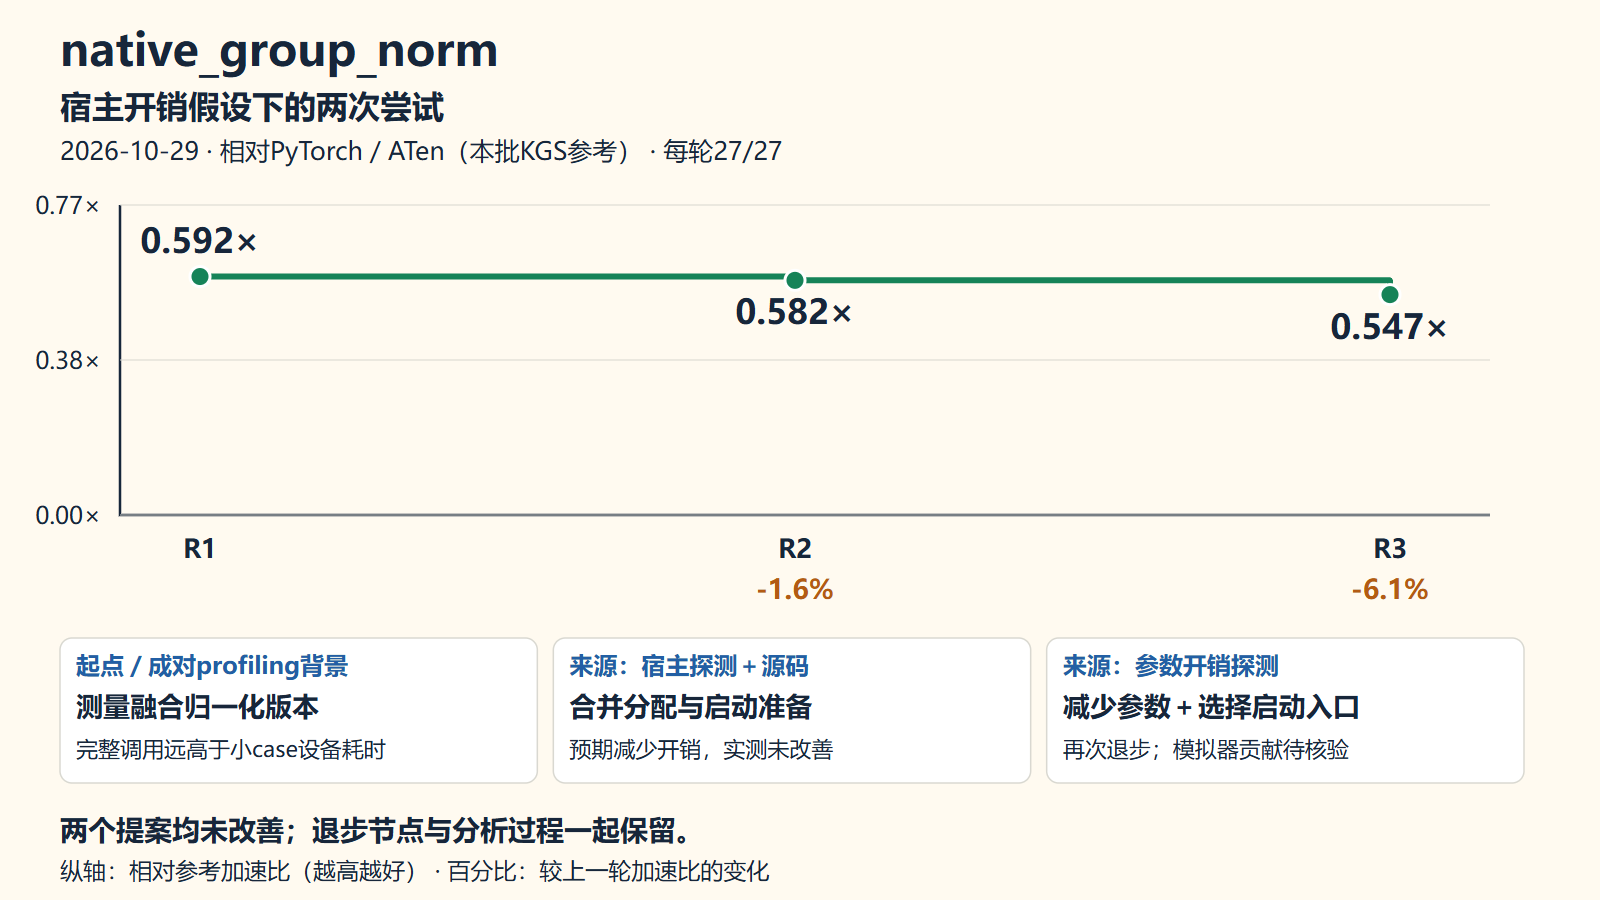 native_group_norm
宿主开销假设下的两次尝试
2026-10-29 · 相对PyTorch / ATen（本批KGS参考） · 每轮27/27
0.77×
0.592×
0.582×
0.547×
0.38×
0.00×
R1
R2
R3
-1.6%
-6.1%
起点 / 成对profiling背景
测量融合归一化版本
完整调用远高于小case设备耗时
来源：宿主探测 + 源码
合并分配与启动准备
预期减少开销，实测未改善
来源：参数开销探测
减少参数 + 选择启动入口
再次退步；模拟器贡献待核验
两个提案均未改善；退步节点与分析过程一起保留。
纵轴：相对参考加速比（越高越好） · 百分比：较上一轮加速比的变化